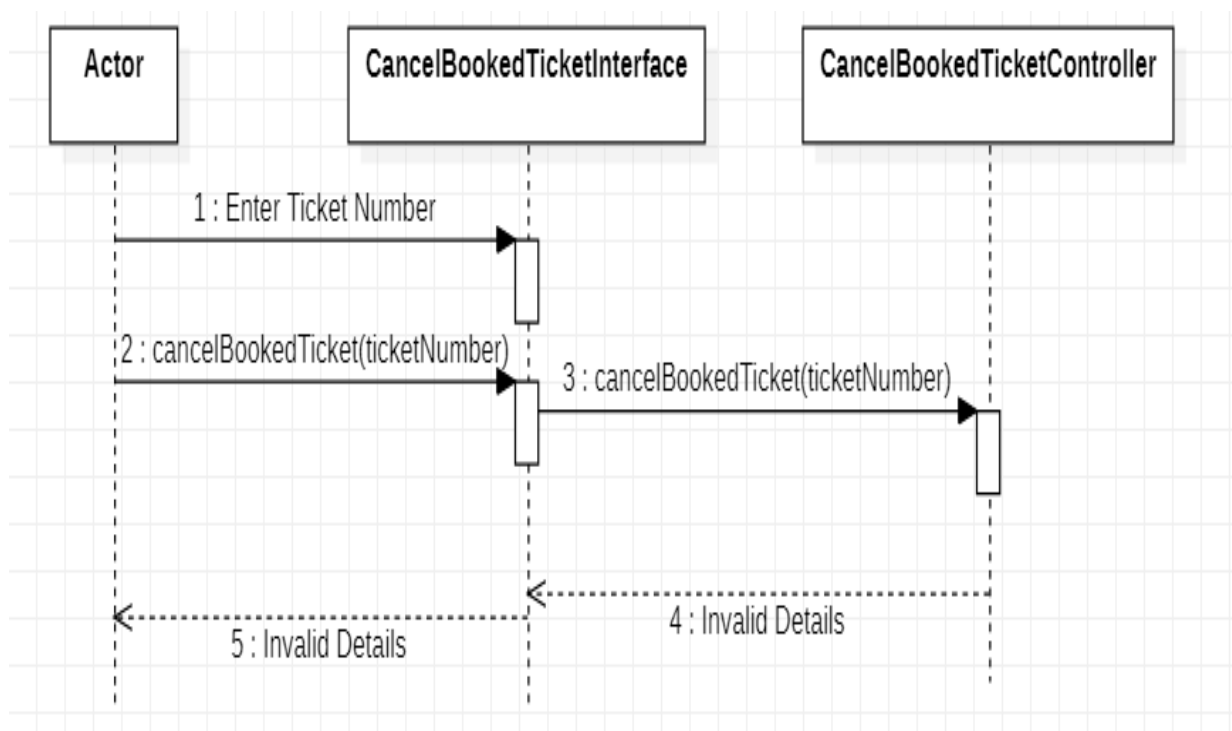 Actor
CancelBookedTicketInterface
CancelBookedTicketController
1 : Enter Ticket Number
2 : cancelBookedTicket(ticketNumber)
3 : cancelBookedTicket(ticketNumber)
4 : Invalid Details
5 : Invalid Details